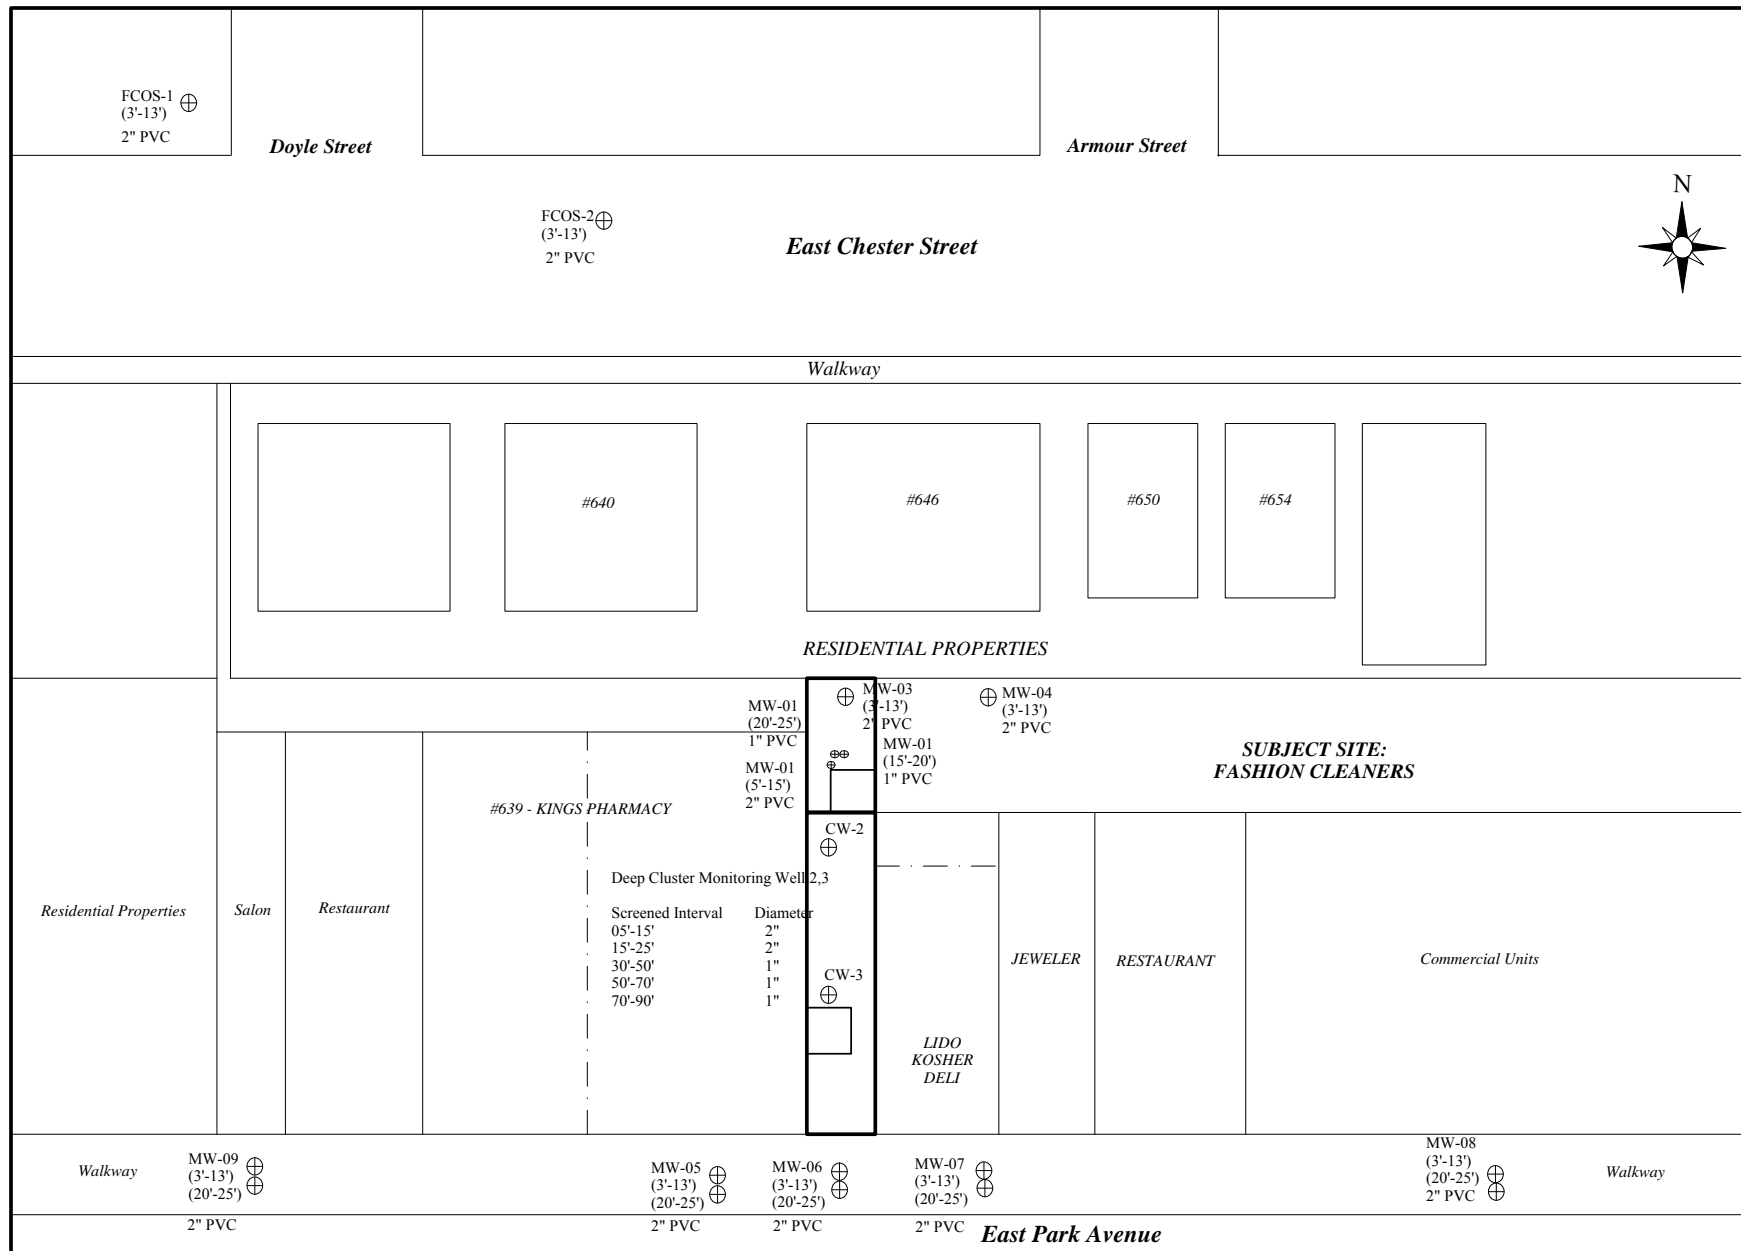 FCOS-1
(3'-13')
2" PVC
Doyle Street
Armour Street
N
FCOS-2
(3'-13')
2" PVC
East Chester Street
Walkway
#640
#646
#650
#654
RESIDENTIAL PROPERTIES
MW-01
(20'-25')
1" PVC
MW-03
(3'-13')
2" PVC
MW-04
(3'-13')
2" PVC
MW-01
(5'-15')
2" PVC
MW-01
(15'-20')
1" PVC
SUBJECT SITE:
FASHION CLEANERS
#639 - KINGS PHARMACY
CW-2
Deep Cluster Monitoring Well 2,3
Screened Interval Diameter
05'-15' 2"
15'-25' 2"
30'-50' 1"
50'-70' 1"
70'-90' 1"
CW-3
Residential Properties
Salon
Restaurant
JEWELER
RESTAURANT
Commercial Units
LIDO
KOSHER
DELI
Walkway
MW-09
(3'-13')
(20'-25')
2" PVC
MW-05
(3'-13')
(20'-25')
2" PVC
MW-06
(3'-13')
(20'-25')
2" PVC
MW-07
(3'-13')
(20'-25')
2" PVC
MW-08
(3'-13')
(20'-25')
2" PVC
Walkway
East Park Avenue